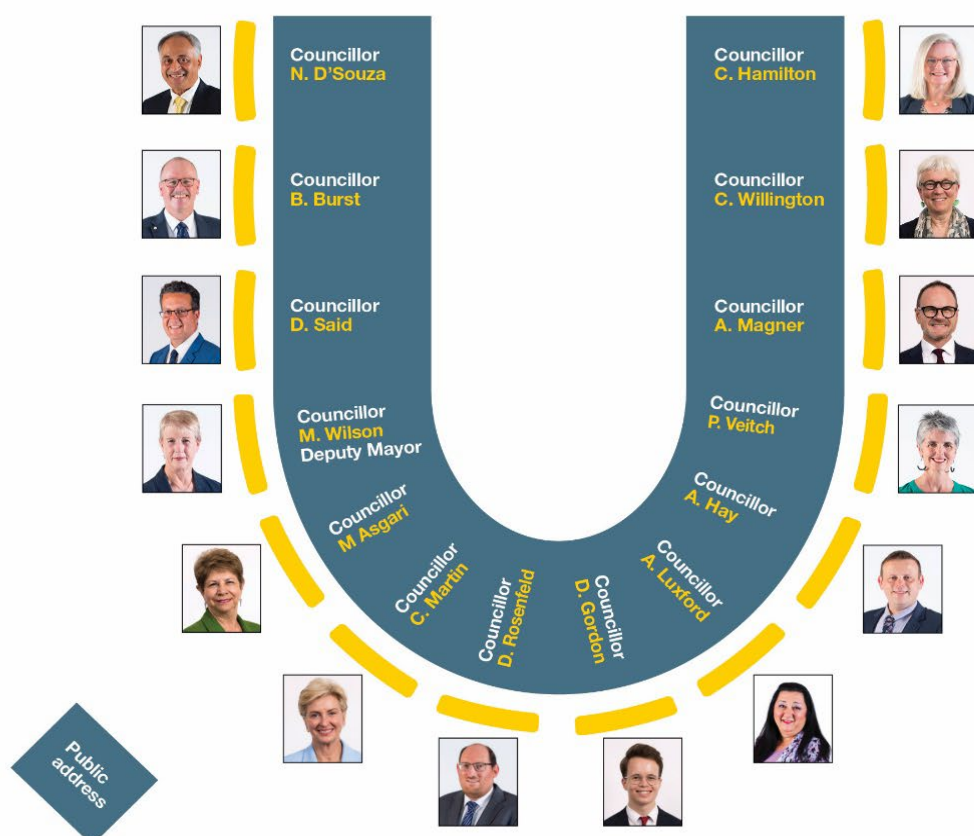 Councillor
N. D'Souza
Councillor
B. Burst
Councillor
D. Said
Councillor
M. Wilson
Deputy Mayor
Councillor
M Asgari
Councillor
C. Martin
Councillor
D. Rosenfeld
Councillor
D. Gordon
Councillor
A. Luxford
Councillor
A. Hay
Councillor
P. Veitch
Councillor
A. Magner
Councillor
C. Willington
Councillor
C. Hamilton
Public
address